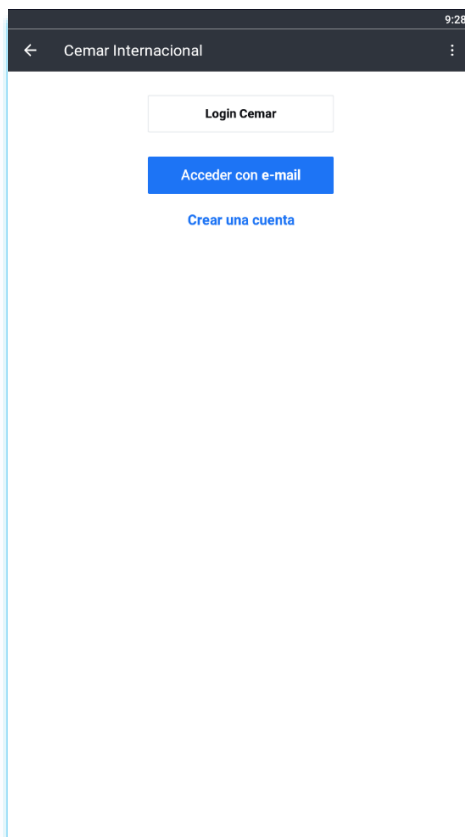 9:28
Cemar Internacional
Login Cemar
Acceder con e-mail
Crear una cuenta